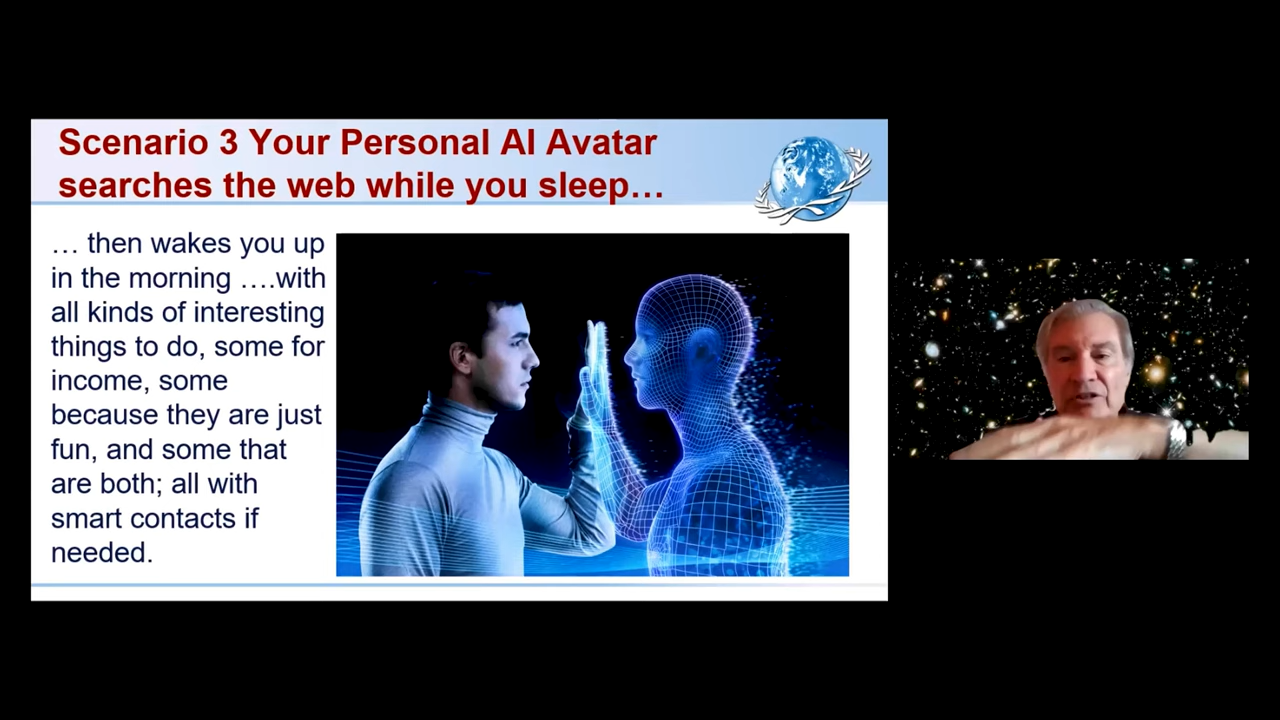 Scenario 3 Your Personal AI Avatar
searches the web while you sleep…
… then wakes you up
in the morning ….with
all kinds of interesting
things to do, some for
income, some
because they are just
fun, and some that
are both; all with
smart contacts if
needed.